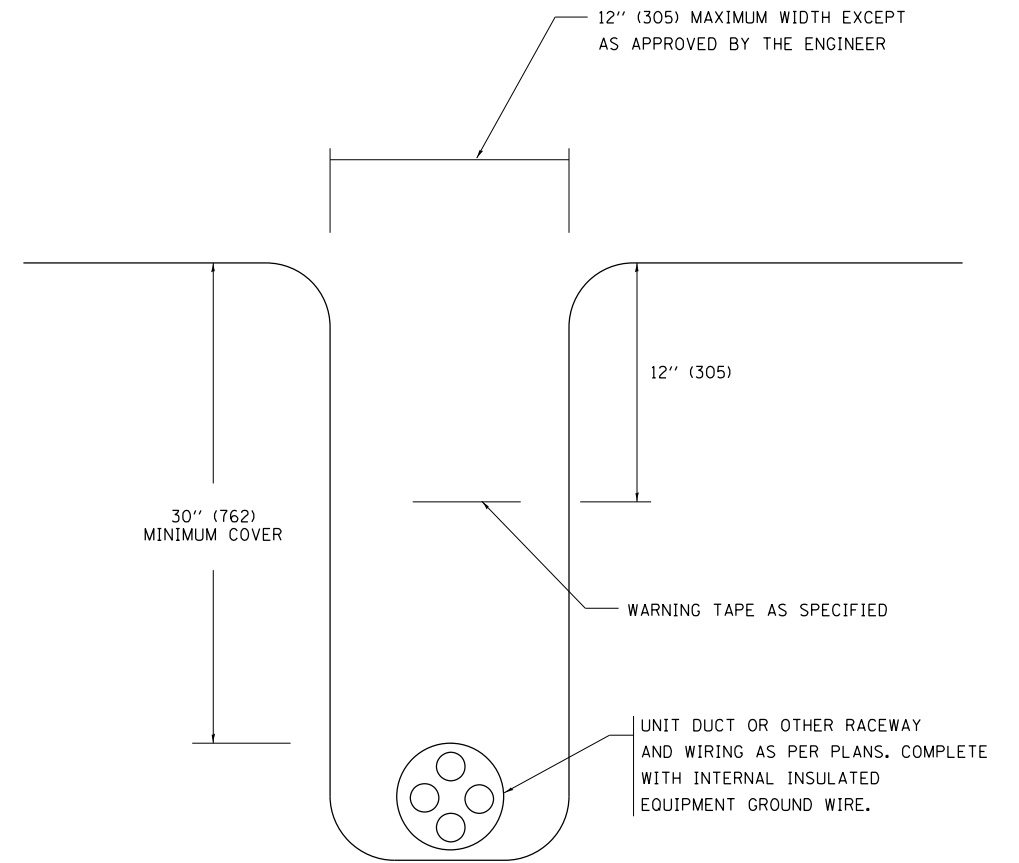 12'' (305) MAXIMUM WIDTH EXCEPT
AS APPROVED BY THE ENGINEER
12'' (305)
30'' (762)
MINIMUM COVER
WARNING TAPE AS SPECIFIED
UNIT DUCT OR OTHER RACEWAY
AND WIRING AS PER PLANS. COMPLETE
WITH INTERNAL INSULATED
EQUIPMENT GROUND WIRE.